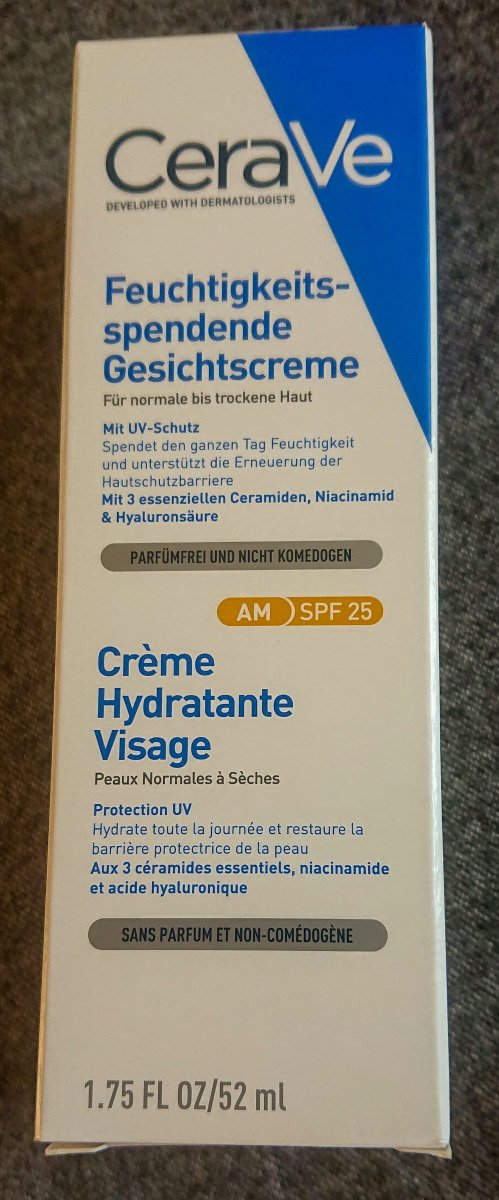 CeraVe
DEVELOPED WITH DERMATOLOGISTS
Feuchtigkeits-
spendende
Gesichtscreme
Für normale bis trockene Haut
Mit UV-Schutz
Spendet den ganzen Tag Feuchtigkeit
und unterstützt die Erneuerung der
Hautschutzbarriere
Mit 3 essenziellen Ceramiden, Niacinamid
& Hyaluronsäure
PARFÜMFREI UND NICHT KOMEDOGEN
AM SPF 25
Crème
Hydratante
Visage
Peaux Normales à Sèches
Protection UV
Hydrate toute la journée et restaure la
barrière protectrice de la peau
Aux 3 céramides essentiels, niacinamide
et acide hyaluronique
SANS PARFUM ET NON-COMÉDOGÈNE
1.75 FL OZ/52 ml